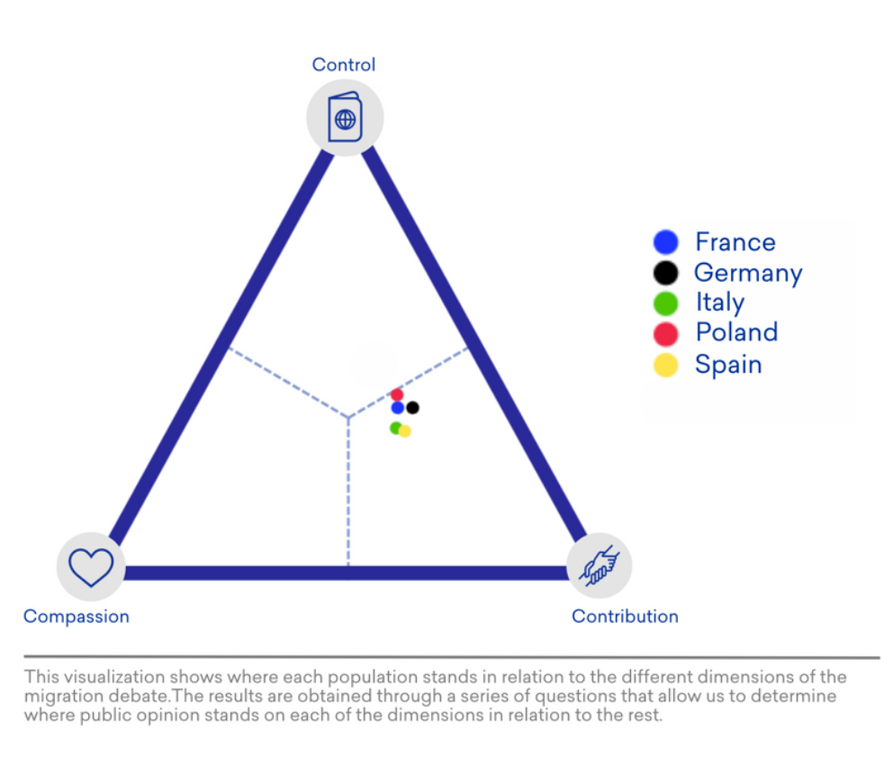 Control
France
Germany
Italy
Poland
Spain
Compassion
Contribution
This visualization shows where each population stands in relation to the different dimensions of the
migration debate.The results are obtained through a series of questions that allow us to determine
where public opinion stands on each of the dimensions in relation to the rest.